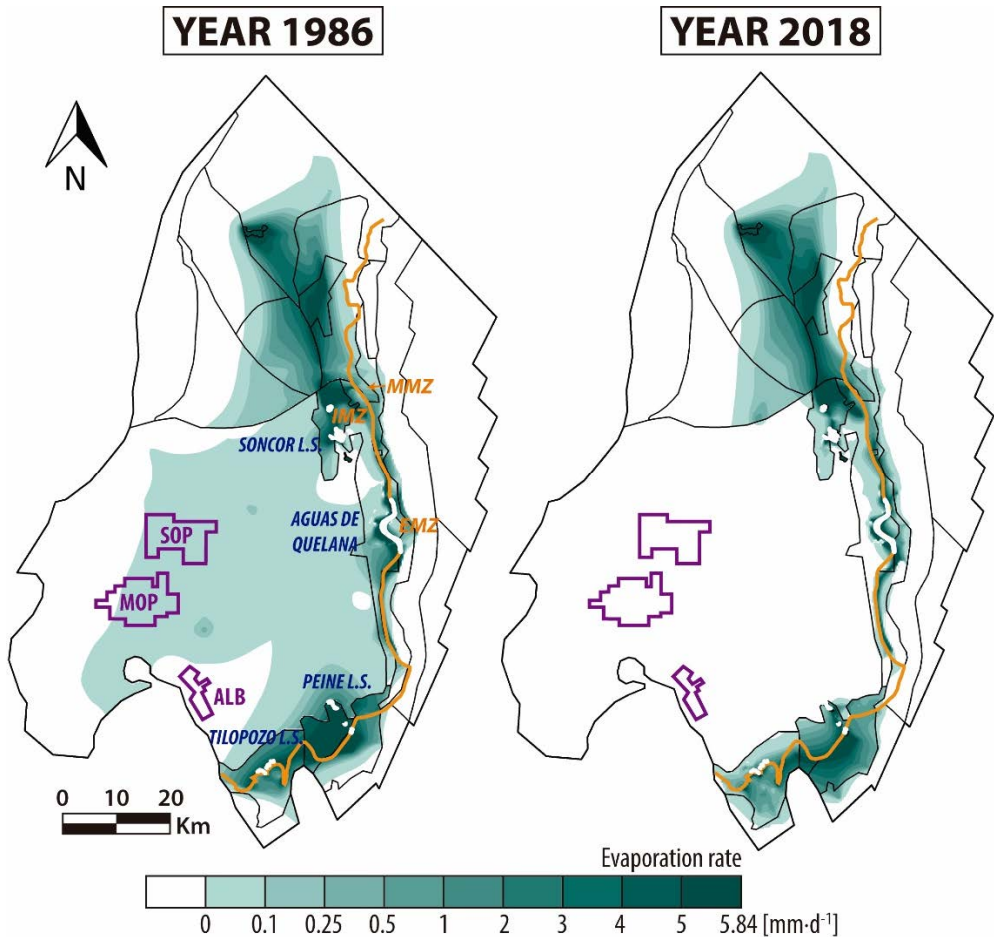 YEAR 1986
YEAR 2018
N
MMZ
IMZ
SONCOR L.S.
AGUAS DE
QUELANA
EMZ
SOP
MOP
PEINE L.S.
ALB
TILOPOZO L.S.
0 10 20
Km
Evaporation rate
0 0.1 0.25 0.5 1 2 3 4 5 5.84 [mm·d⁻¹]